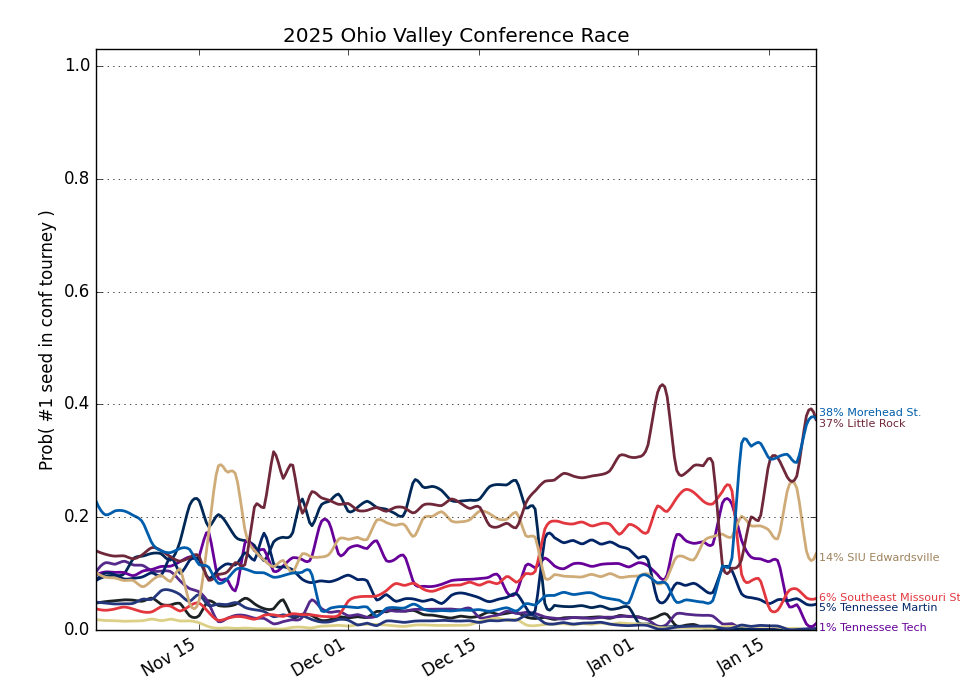 2025 Ohio Valley Conference Race
Prob( #1 seed in conf tourney )
1.0
0.8
0.6
0.4
0.2
0.0
38% Morehead St.
37% Little Rock
14% SIU Edwardsville
6% Southeast Missouri St
5% Tennessee Martin
1% Tennessee Tech
Nov 15
Dec 01
Dec 15
Jan 01
Jan 15